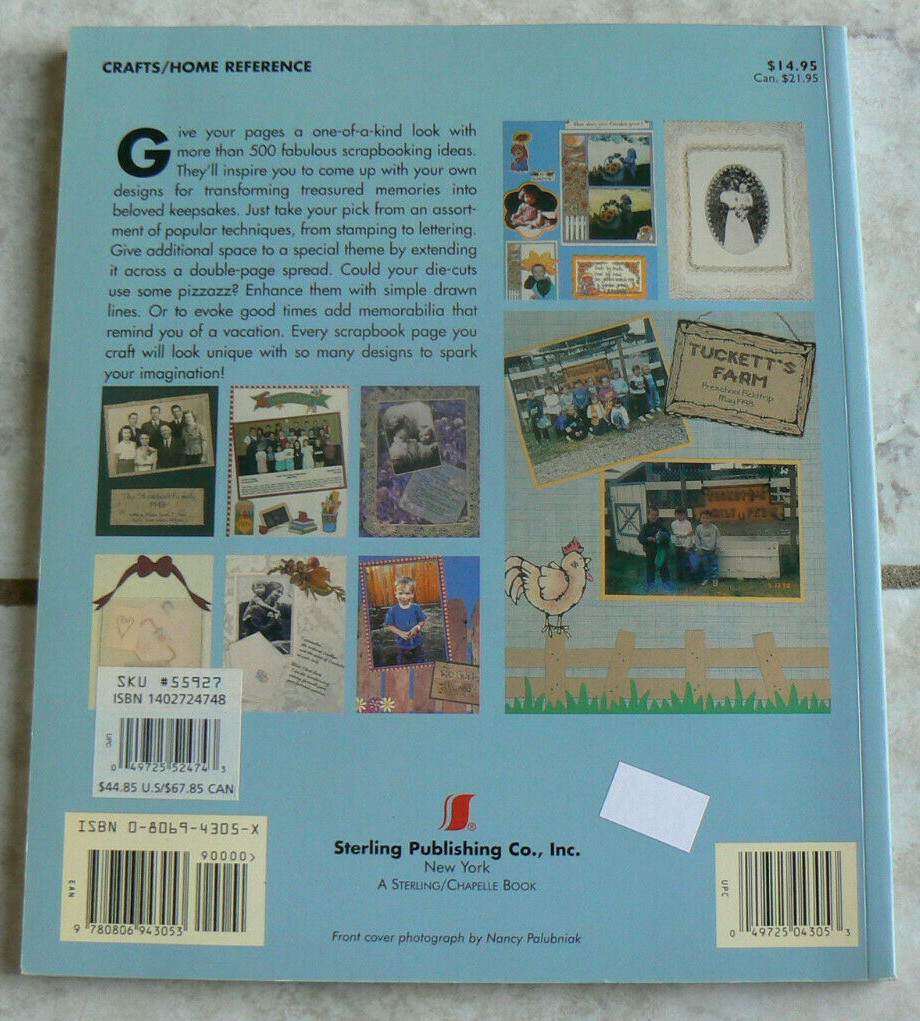 CRAFTS/HOME REFERENCE
$14.95
Can. $21.95
Give your pages a one-of-a-kind look with
more than 500 fabulous scrapbooking ideas.
They'll inspire you to come up with your own
designs for transforming treasured memories into
beloved keepsakes. Just take your pick from an assort-
ment of popular techniques, from stamping to lettering.
Give additional space to a special theme by extending
it across a double-page spread. Could your die-cuts
use some pizzazz? Enhance them with simple drawn
lines. Or to evoke good times add memorabilia that
remind you of a vacation. Every scrapbook page you
craft will look unique with so many designs to spark
your imagination!
TUCKETT'S
FARM
Preschool Fieldtrip
May 1998
SKU #55927
ISBN 1402724748
UPC
0 49725 52474 3
$44.85 U.S/$67.85 CAN
ISBN 0-8069-4305-X
90000>
EAN
9 780806 943053
Sterling Publishing Co., Inc.
New York
A STERLING/CHAPELLE BOOK
Front cover photograph by Nancy Palubniak
UPC
0 49725 04305 3